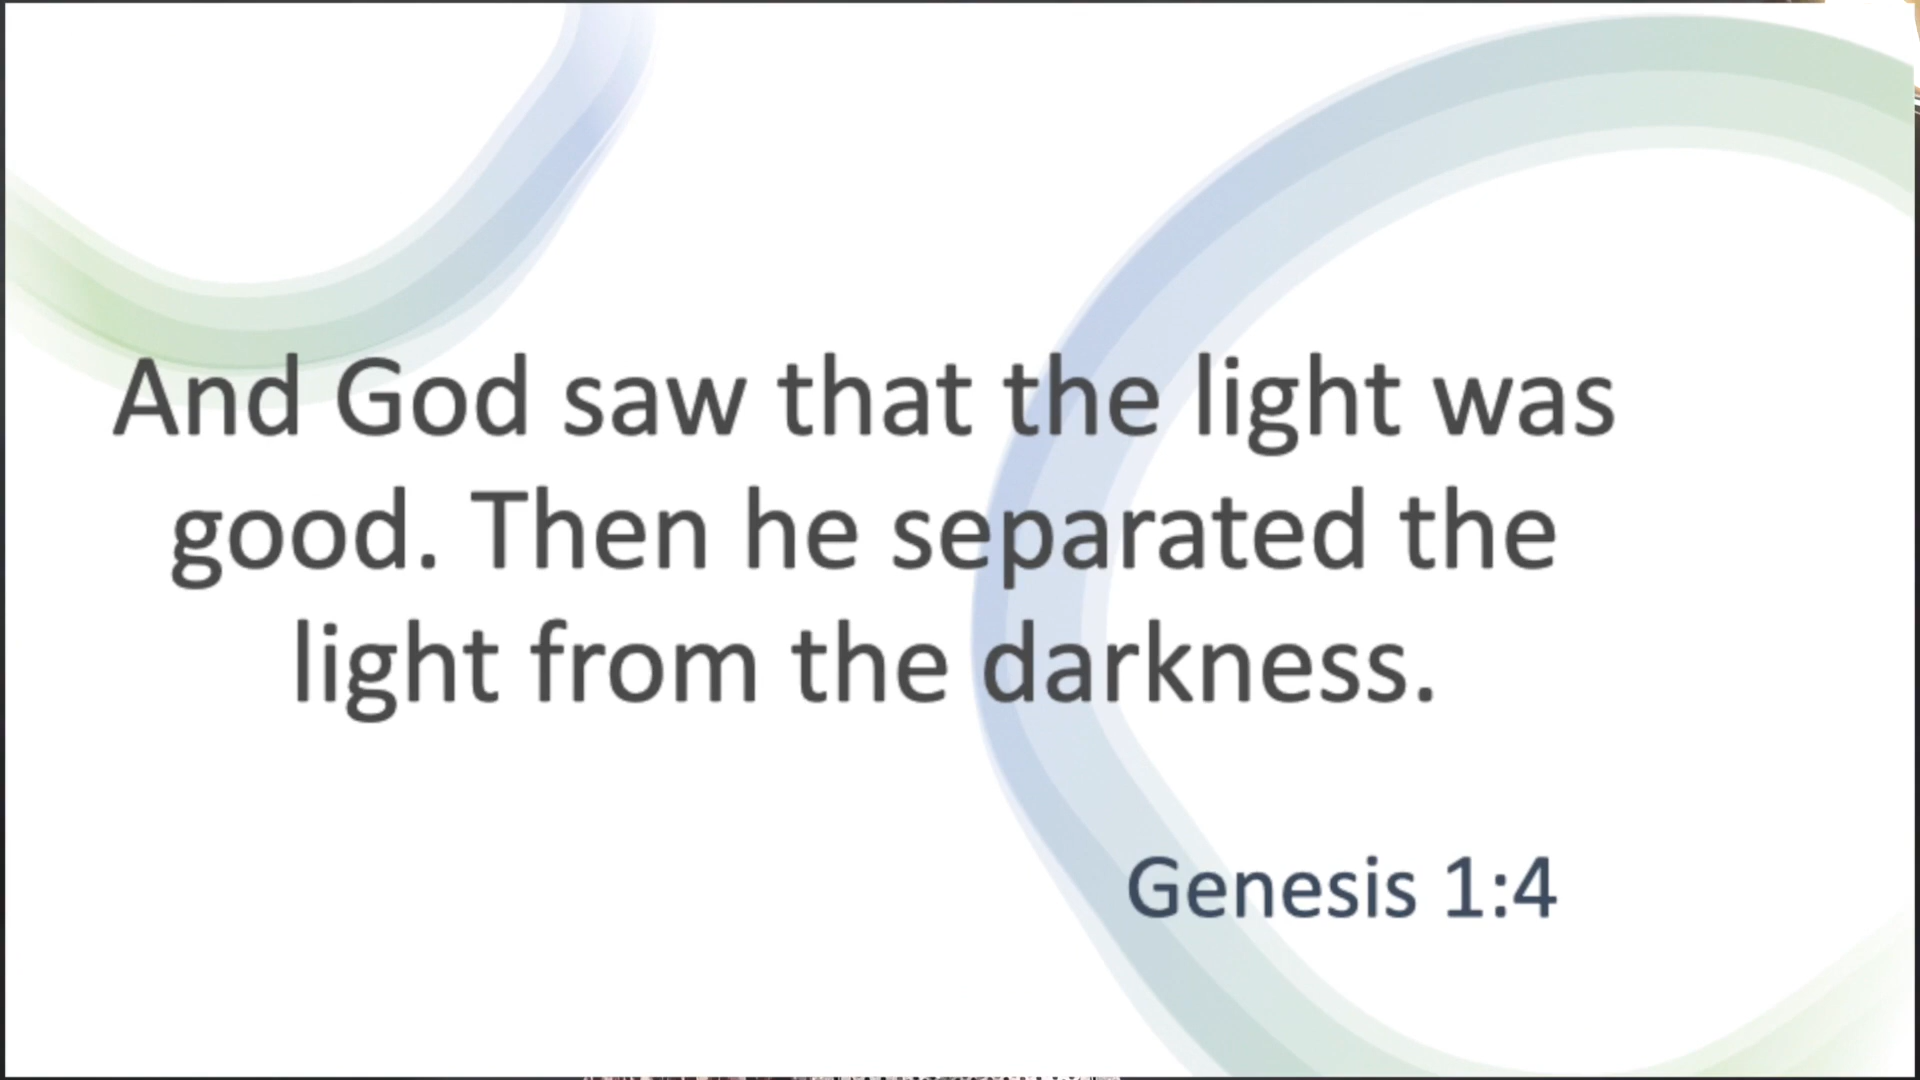 And God saw that the light was
good. Then he separated the
light from the darkness.
Genesis 1:4